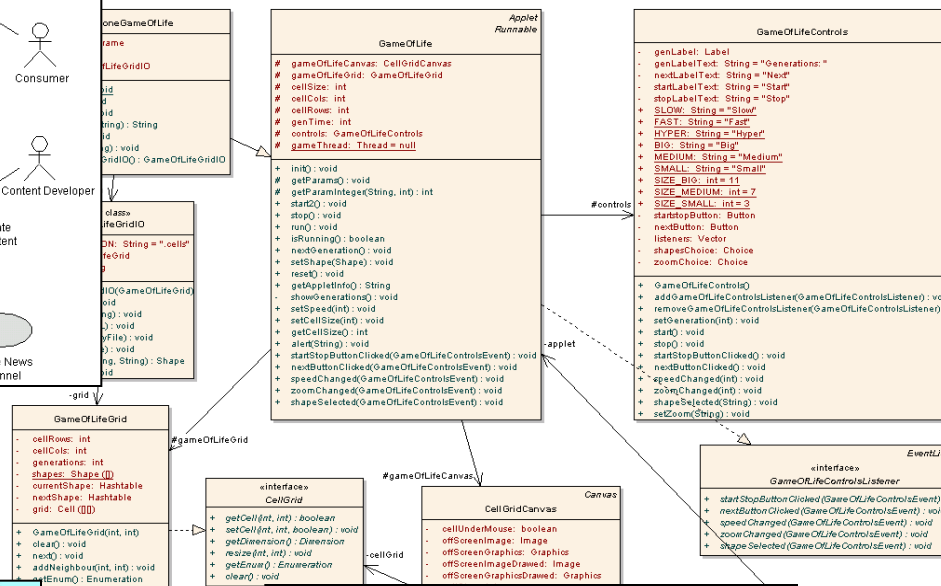 Consumer
Content Developer
te
tent
News
nnel
oneGameOfLife
rame
feGridIO
oid
d
oid
tring) : String
id
g) : void
GridIO() : GameOfLifeGridIO
class»
ifeGridIO
ON: String = ".cells"
feGrid
g
IO(GameOfLifeGrid)
oid
ng) : void
L) : void
yFile) : void
e) : void
ng, String) : Shape
oid
-grid
Applet
Runnable
GameOfLife
# gameOfLifeCanvas: CellGridCanvas
# gameOfLifeGrid: GameOfLifeGrid
# cellSize: int
# cellCols: int
# cellRows: int
# genTime: int
# controls: GameOfLifeControls
# gameThread: Thread = null
+ init() : void
# getParams() : void
# getParamInteger(String, int) : int
+ start2() : void
+ stop() : void
+ run() : void
+ isRunning() : boolean
+ nextGeneration() : void
+ setShape(Shape) : void
+ reset() : void
+ getAppletInfo() : String
- showGenerations() : void
+ setSpeed(int) : void
+ setCellSize(int) : void
+ getCellSize() : int
+ alert(String) : void
+ startStopButtonClicked(GameOfLifeControlsEvent) : void
+ nextButtonClicked(GameOfLifeControlsEvent) : void
+ speedChanged(GameOfLifeControlsEvent) : void
+ zoomChanged(GameOfLifeControlsEvent) : void
+ shapeSelected(GameOfLifeControlsEvent) : void
#controls
-applet
GameOfLifeControls
- genLabel: Label
- genLabelText: String = "Generations: "
- nextLabelText: String = "Next"
- startLabelText: String = "Start"
- stopLabelText: String = "Stop"
+ SLOW: String = "Slow"
+ FAST: String = "Fast"
+ HYPER: String = "Hyper"
+ BIG: String = "Big"
+ MEDIUM: String = "Medium"
+ SMALL: String = "Small"
+ SIZE_BIG: int = 11
+ SIZE_MEDIUM: int = 7
+ SIZE_SMALL: int = 3
- startstopButton: Button
- nextButton: Button
- listeners: Vector
- shapesChoice: Choice
- zoomChoice: Choice
+ GameOfLifeControls()
+ addGameOfLifeControlsListener(GameOfLifeControlsListener) : vo
+ removeGameOfLifeControlsListener(GameOfLifeControlsListener)
+ setGeneration(int) : void
+ start() : void
+ stop() : void
+ startStopButtonClicked() : void
+ nextButtonClicked() : void
+ speedChanged(int) : void
+ zoomChanged(int) : void
+ shapeSelected(String) : void
+ setZoom(String) : void
GameOfLifeGrid
- cellRows: int
- cellCols: int
- generations: int
- shapes: Shape ([])
- currentShape: Hashtable
- nextShape: Hashtable
- grid: Cell ([][])
+ GameOfLifeGrid(int, int)
+ clear() : void
+ next() : void
+ addNeighbour(int, int) : void
getEnum() : Enumeration
#gameOfLifeGrid
«interface»
CellGrid
+ getCell(int, int) : boolean
+ setCell(int, int, boolean) : void
+ getDimension() : Dimension
+ resize(int, int) : void
+ getEnum() : Enumeration
+ clear() : void
-cellGrid
#gameOfLifeCanvas
Canvas
CellGridCanvas
- cellUnderMouse: boolean
- offScreenImage: Image
- offScreenGraphics: Graphics
- offScreenImageDrawed: Image
- offScreenGraphicsDrawed: Graphics
EventLi
«interface»
GameOfLifeControlsListener
+ startStopButtonClicked(GameOfLifeControlsEvent)
+ nextButtonClicked(GameOfLifeControlsEvent) : voi
+ speedChanged(GameOfLifeControlsEvent) : void
+ zoomChanged(GameOfLifeControlsEvent) : void
+ shapeSelected(GameOfLifeControlsEvent) : void